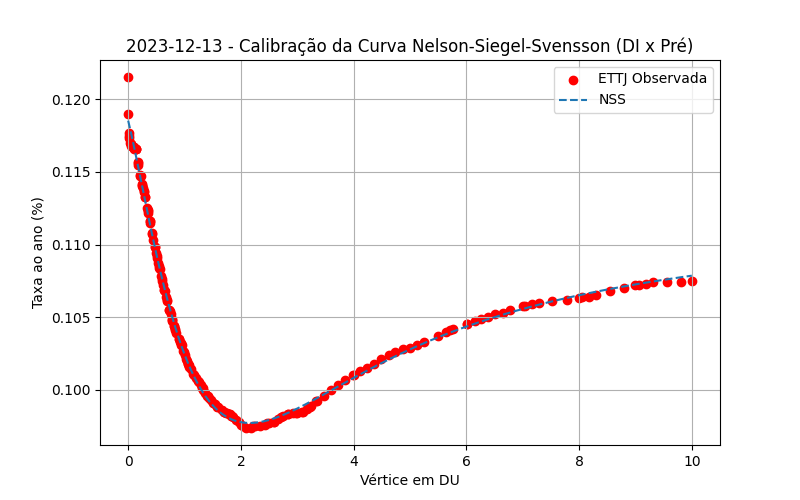 2023-12-13 - Calibração da Curva Nelson-Siegel-Svensson (DI x Pré)
ETTJ Observada
NSS
Taxa ao ano (%)
0.120
0.115
0.110
0.105
0.100
0 2 4 6 8 10
Vértice em DU